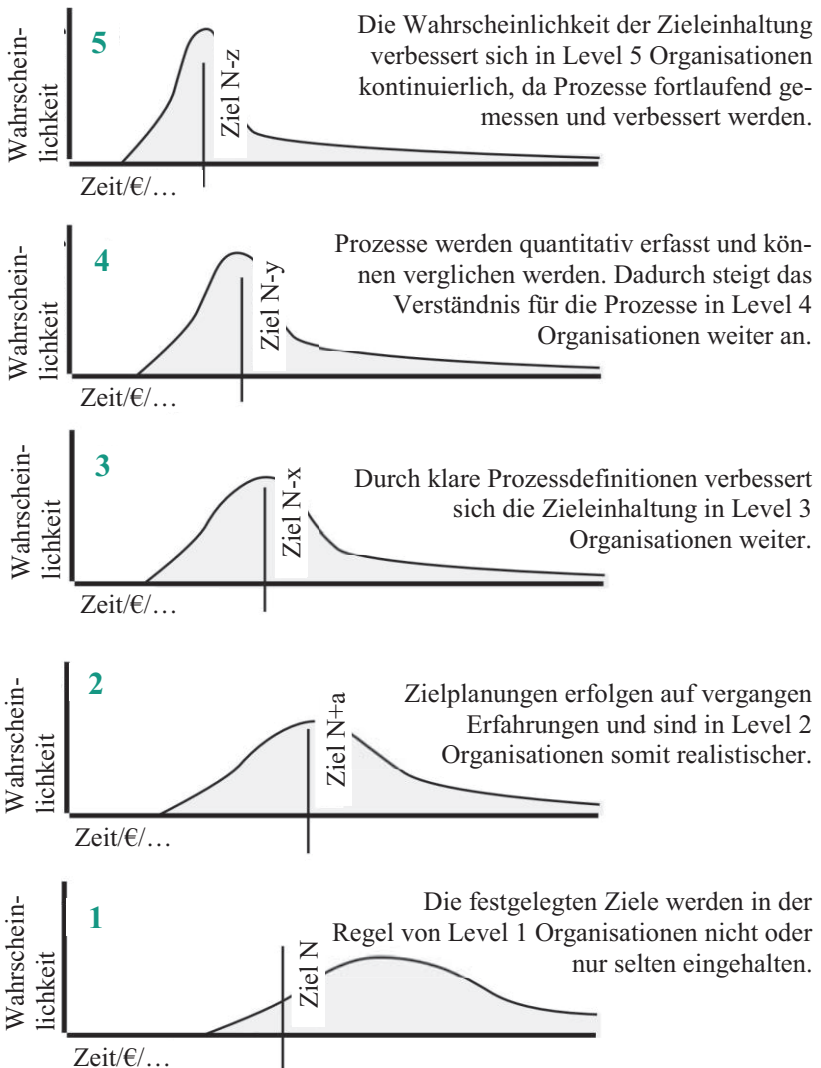 Wahrschein-
lichkeit
5
Ziel N-z
Zeit/€/…
Die Wahrscheinlichkeit der Zieleinhaltung
verbessert sich in Level 5 Organisationen
kontinuierlich, da Prozesse fortlaufend ge-
messen und verbessert werden.
Wahrschein-
lichkeit
4
Ziel N-y
Zeit/€/…
Prozesse werden quantitativ erfasst und kön-
nen verglichen werden. Dadurch steigt das
Verständnis für die Prozesse in Level 4
Organisationen weiter an.
Wahrschein-
lichkeit
3
Ziel N-x
Zeit/€/…
Durch klare Prozessdefinitionen verbessert
sich die Zieleinhaltung in Level 3
Organisationen weiter.
Wahrschein-
lichkeit
2
Ziel N+a
Zeit/€/…
Zielplanungen erfolgen auf vergangen
Erfahrungen und sind in Level 2
Organisationen somit realistischer.
Wahrschein-
lichkeit
1
Ziel N
Zeit/€/…
Die festgelegten Ziele werden in der
Regel von Level 1 Organisationen nicht oder
nur selten eingehalten.